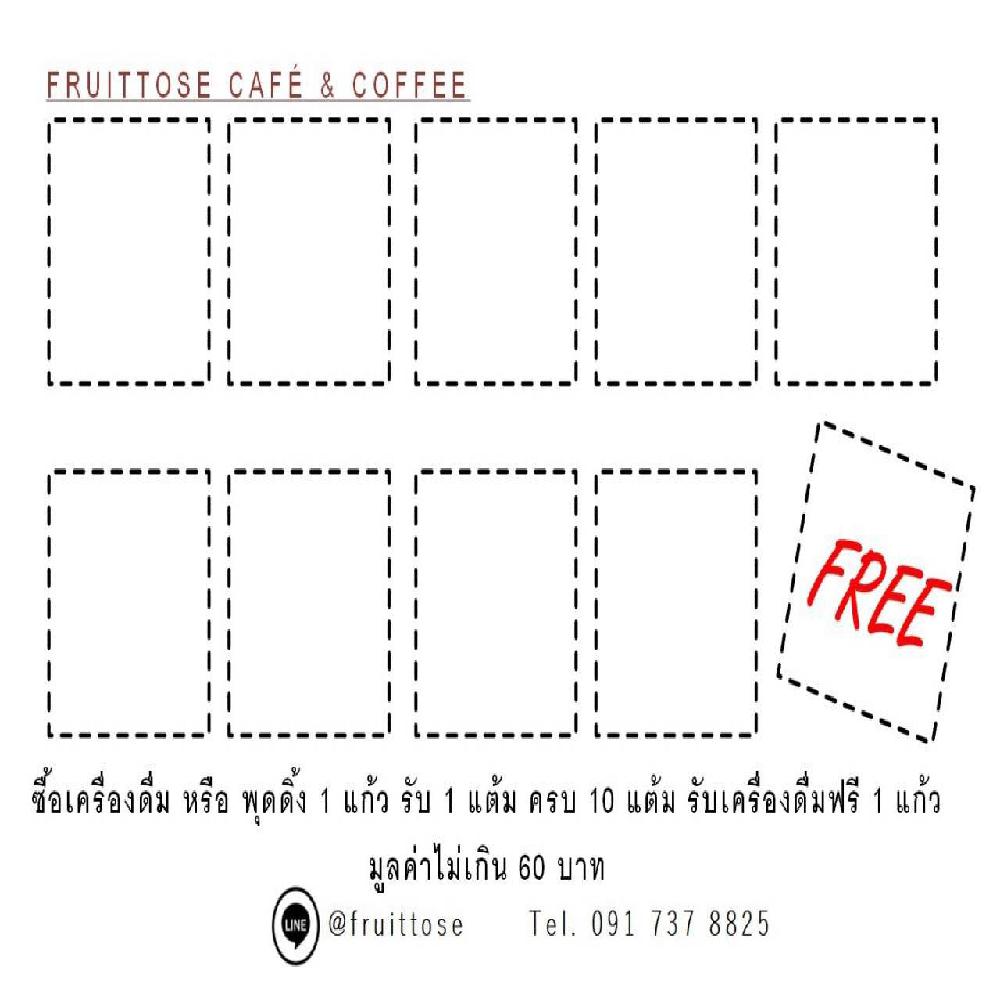 FRUITTOSE CAFÉ & COFFEE
FREE
ซื้อเครื่องดื่ม หรือ พุดดิ้ง 1 แก้ว รับ 1 แต้ม ครบ 10 แต้ม รับเครื่องดื่มฟรี 1 แก้ว
มูลค่าไม่เกิน 60 บาท
LINE @fruittose Tel. 091 737 8825